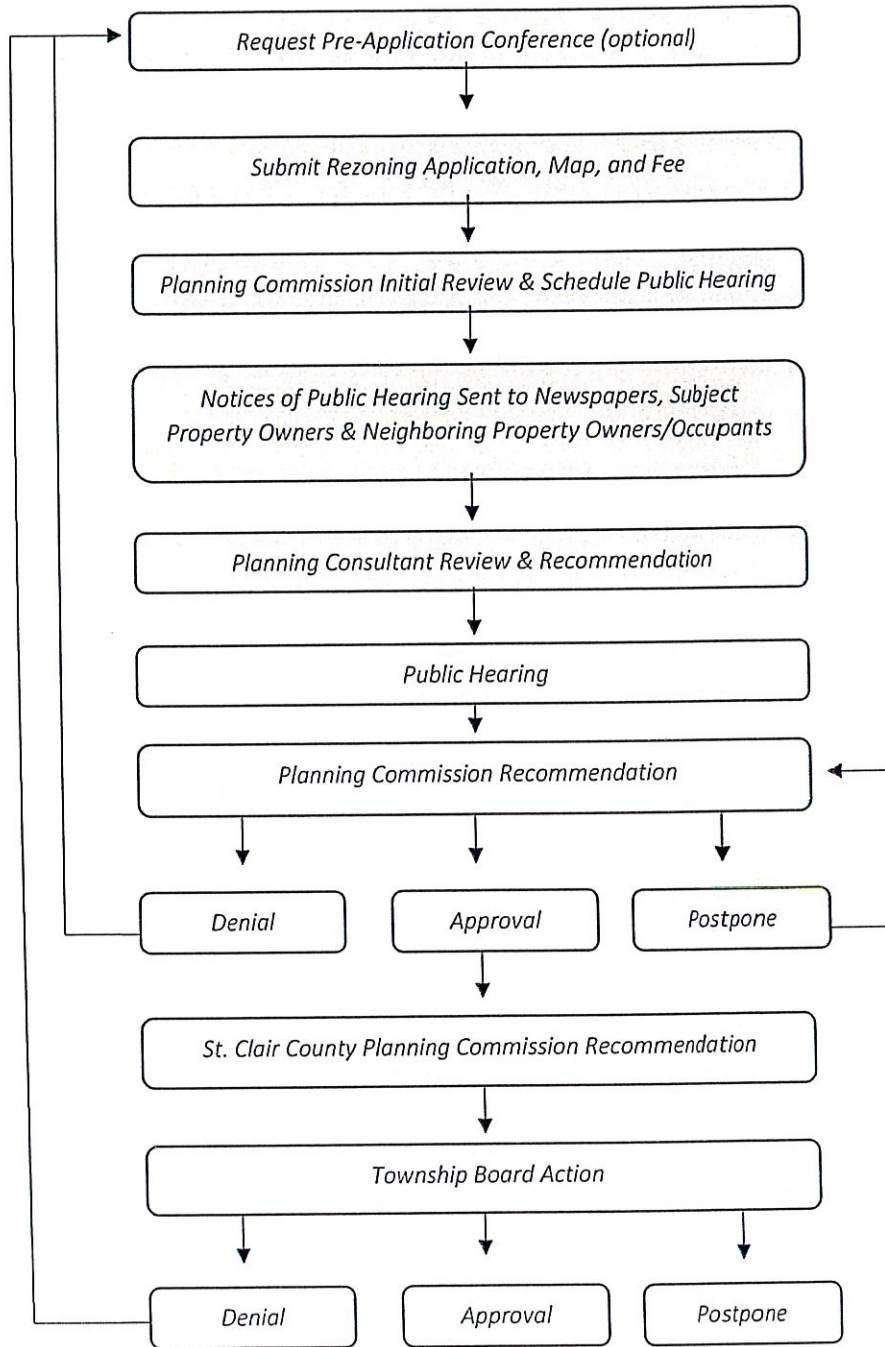 Request Pre-Application Conference (optional)
Submit Rezoning Application, Map, and Fee
Planning Commission Initial Review & Schedule Public Hearing
Notices of Public Hearing Sent to Newspapers, Subject
Property Owners & Neighboring Property Owners/Occupants
Planning Consultant Review & Recommendation
Public Hearing
Planning Commission Recommendation
Denial
Approval
Postpone
St. Clair County Planning Commission Recommendation
Township Board Action
Denial
Approval
Postpone